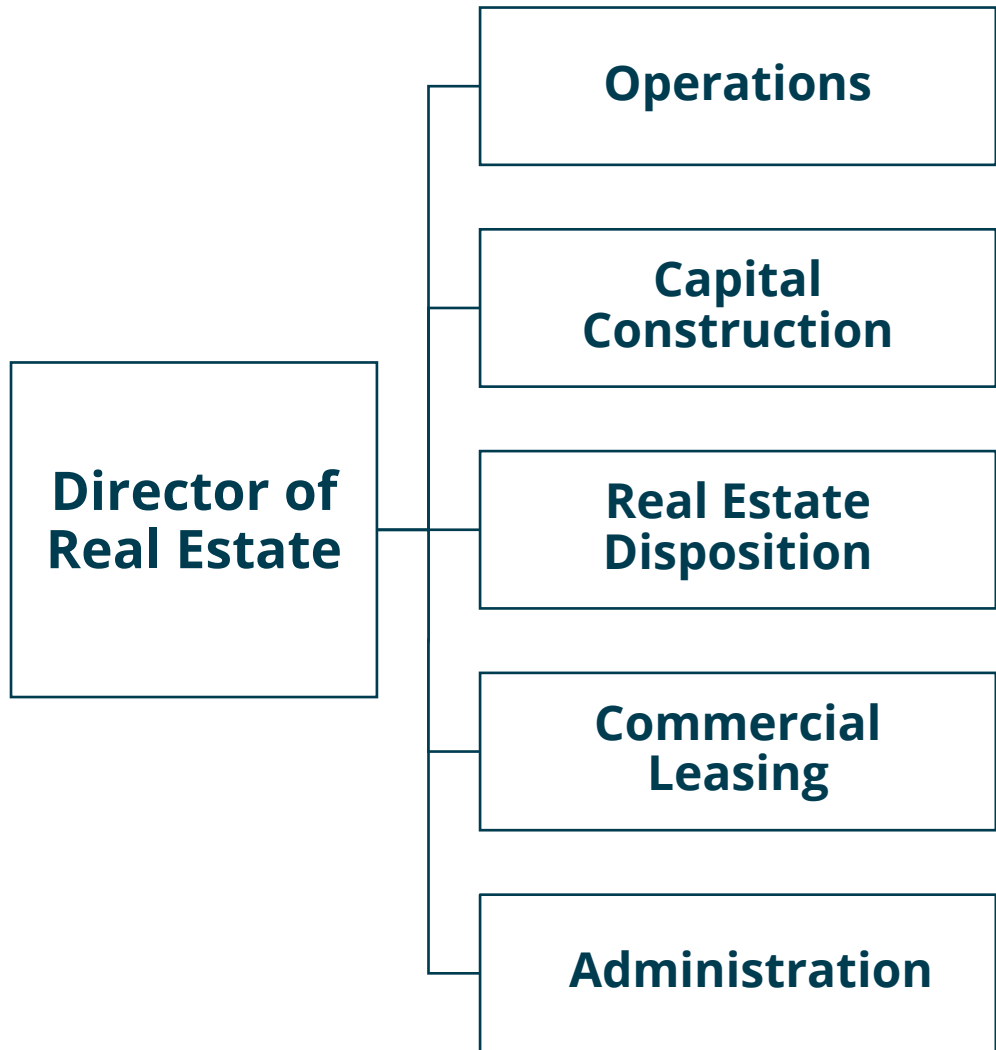 Operations
Capital
Construction
Director of
Real Estate
Real Estate
Disposition
Commercial
Leasing
Administration